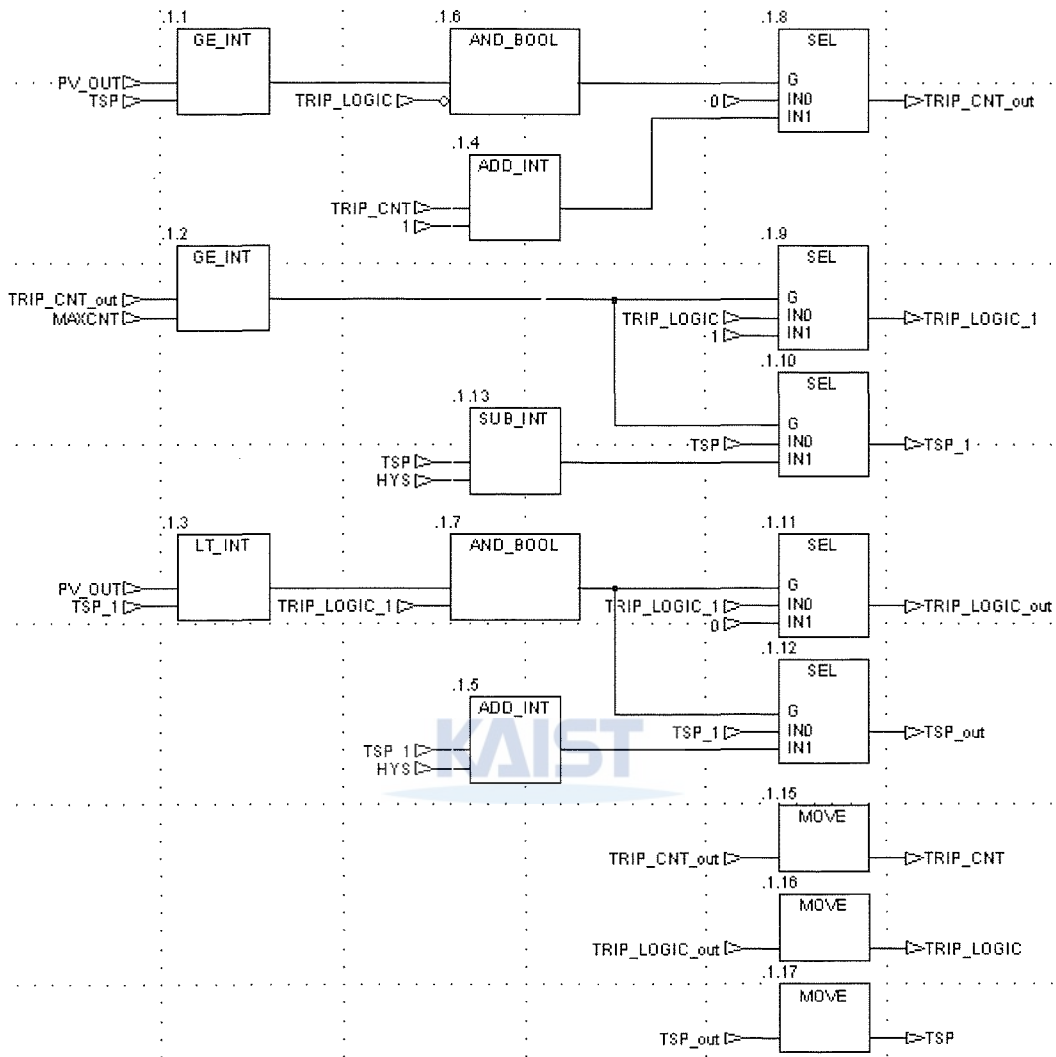 .1.1
GE_INT
PV_OUT
TSP
.1.6
AND_BOOL
TRIP_LOGIC
.1.8
SEL
G
0
IN0
IN1
TRIP_CNT_out
.1.4
ADD_INT
TRIP_CNT
1
.1.2
GE_INT
TRIP_CNT_out
MAXCNT
.1.9
SEL
G
TRIP_LOGIC
IN0
1
IN1
TRIP_LOGIC_1
.1.10
SEL
G
TSP
IN0
IN1
TSP_1
.1.13
SUB_INT
TSP
HYS
.1.3
LT_INT
PV_OUT
TSP_1
.1.7
AND_BOOL
TRIP_LOGIC_1
.1.11
SEL
G
TRIP_LOGIC_1
IN0
0
IN1
TRIP_LOGIC_out
.1.12
SEL
G
TSP_1
IN0
IN1
TSP_out
.1.5
ADD_INT
TSP_1
HYS
KAIST
.1.15
MOVE
TRIP_CNT_out
TRIP_CNT
.1.16
MOVE
TRIP_LOGIC_out
TRIP_LOGIC
.1.17
MOVE
TSP_out
TSP